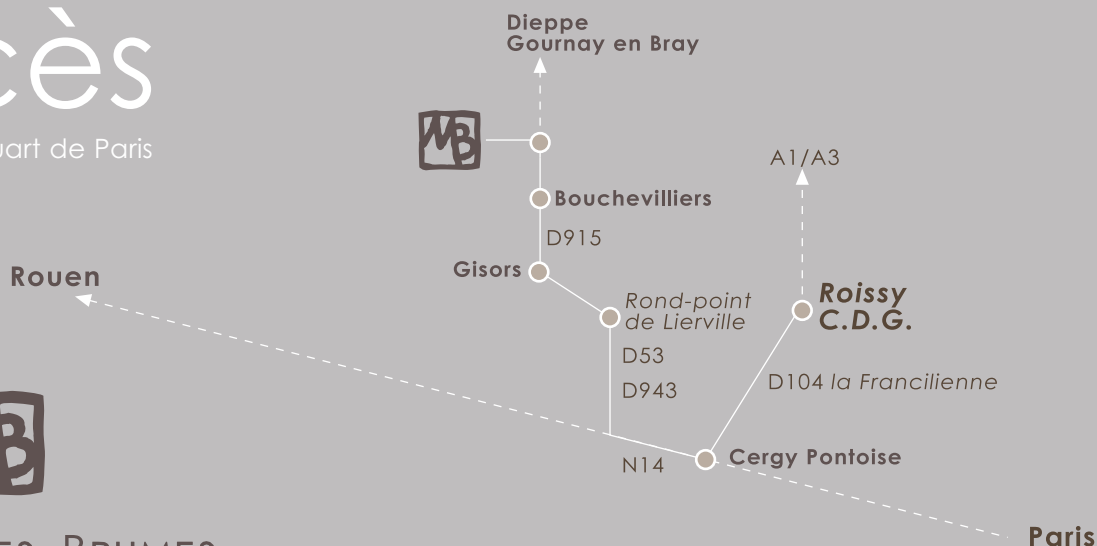 Dieppe
Gournay en Bray
cès
uart de Paris
A1/A3
Bouchevilliers
D915
Gisors
Rouen
Roissy
C.D.G.
Rond-point
de Lierville
D53
D943
D104 la Francilienne
Cergy Pontoise
N14
Paris
BRUMES